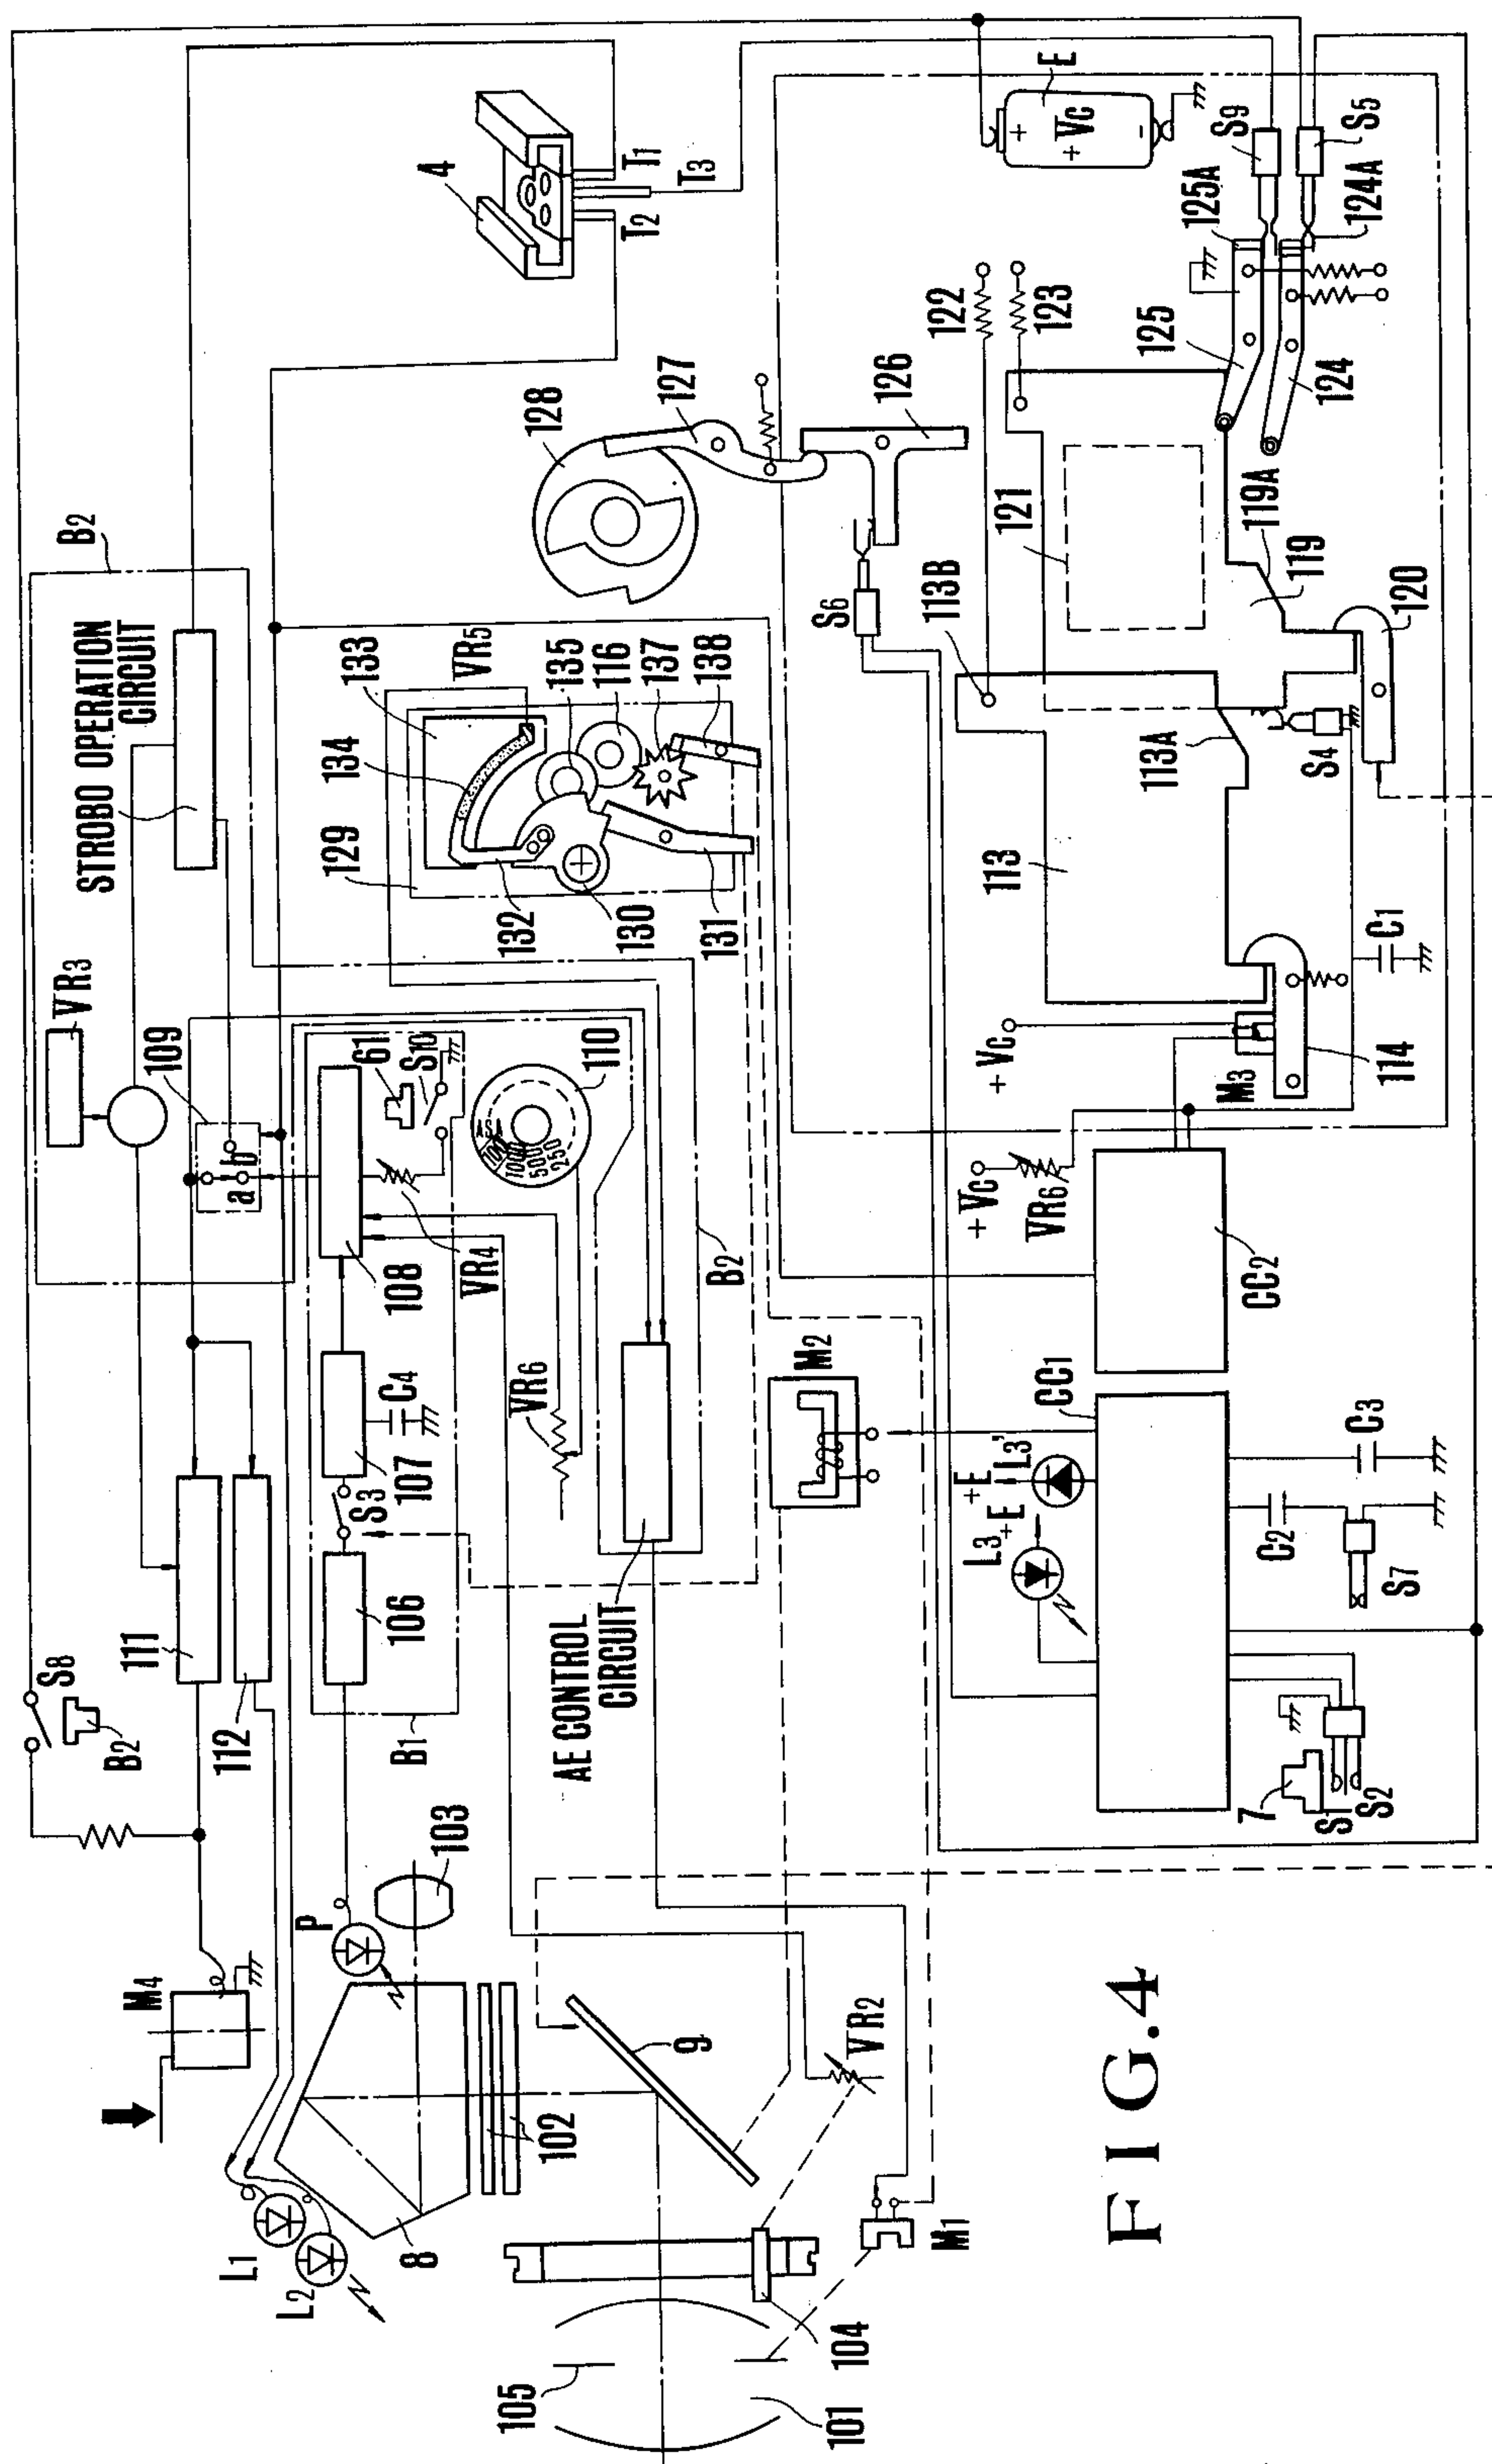 B2
S8
B2
111
112
M4
L1
L2
8
102
103
P
B1
106
S3
107
C4
108
VR4
109
a
b
VR3
STROBO OPERATION
CIRCUIT
B2
4
T1
T2
T3
61
S10
110
ASA
1000
500
250
VR6
B2
AE CONTROL
CIRCUIT
129
134
133
VR5
132
130
131
135
116
137
138
128
127
126
S6
122
123
E
+
Vc
+
-
S9
S5
125A
124A
125
124
121
119A
119
120
113B
113A
S4
113
C1
+Vc
M3
114
+Vc
VR6
CC2
M2
CC1
+E
L3'
L3
+E
C3
C2
S7
7
S1
S2
9
VR2
M1
104
105
101
FIG.4